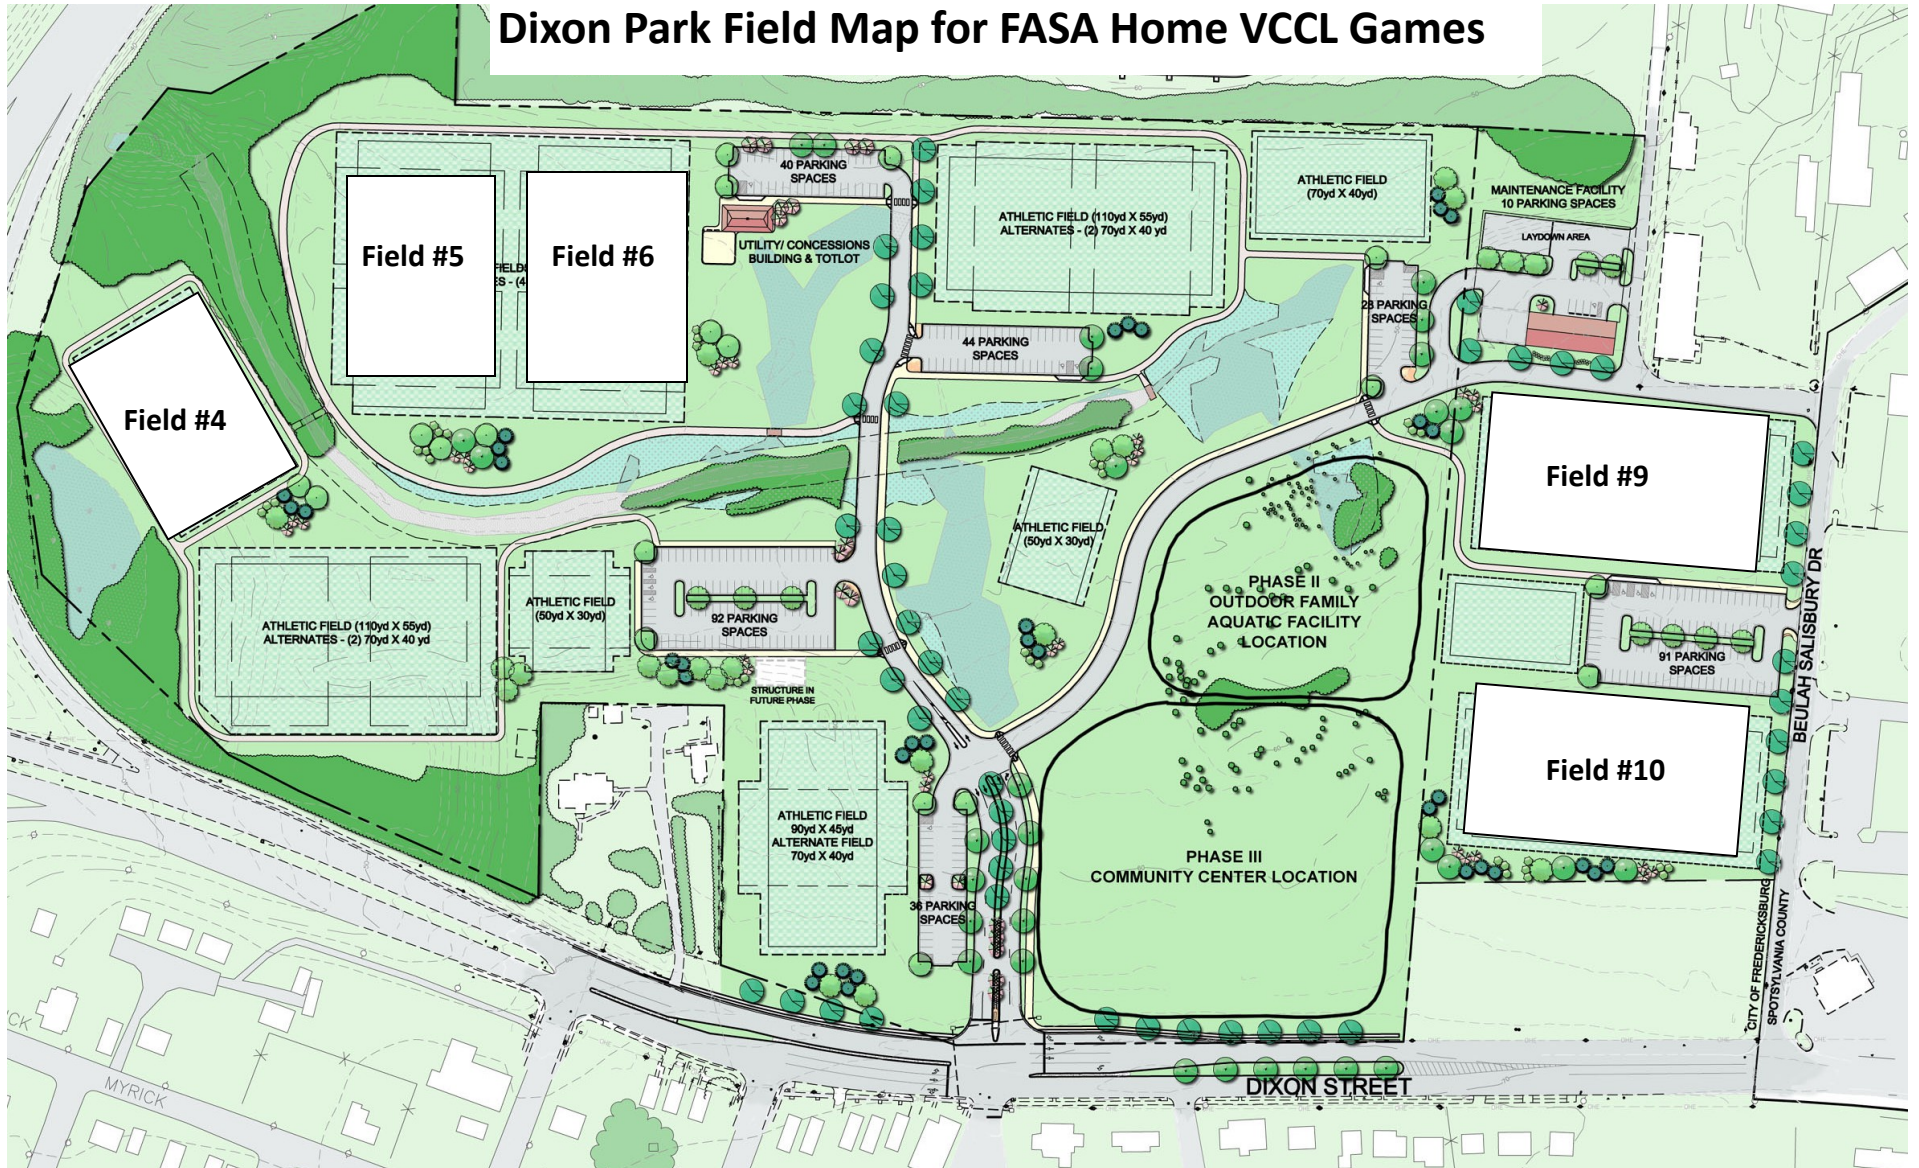 Dixon Park Field Map for FASA Home VCCL Games
40 PARKING
SPACES
ATHLETIC FIELD
(70yd X 40yd)
MAINTENANCE FACILITY
10 PARKING SPACES
ATHLETIC FIELD (110yd X 55yd)
ALTERNATES - (2) 70yd X 40 yd
LAYDOWN AREA
UTILITY/ CONCESSIONS
BUILDING & TOTLOT
Field #5
Field #6
28 PARKING
SPACES
44 PARKING
SPACES
Field #4
Field #9
ATHLETIC FIELD
(50yd X 30yd)
PHASE II
OUTDOOR FAMILY
AQUATIC FACILITY
LOCATION
ATHLETIC FIELD
(50yd X 30yd)
92 PARKING
SPACES
ATHLETIC FIELD (110yd X 55yd)
ALTERNATES - (2) 70yd X 40 yd
91 PARKING
SPACES
BEULAH SALISBURY DR
STRUCTURE IN
FUTURE PHASE
Field #10
ATHLETIC FIELD
90yd X 45yd
ALTERNATE FIELD
70yd X 40yd
PHASE III
COMMUNITY CENTER LOCATION
36 PARKING
SPACES
CITY OF FREDERICKSBURG
SPOTSYLVANIA COUNTY
DIXON STREET
MYRICK